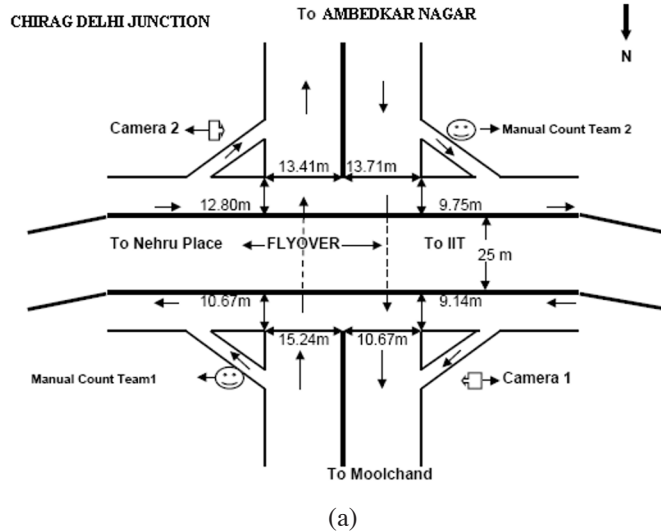 To AMBEDKAR NAGAR
CHIRAG DELHI JUNCTION
N
Camera 2
Manual Count Team 2
13.41m 13.71m
12.80m 9.75m
To Nehru Place FLYOVER To IIT
25 m
10.67m 9.14m
15.24m 10.67m
Manual Count Team1 Camera 1
To Moolchand
(a)